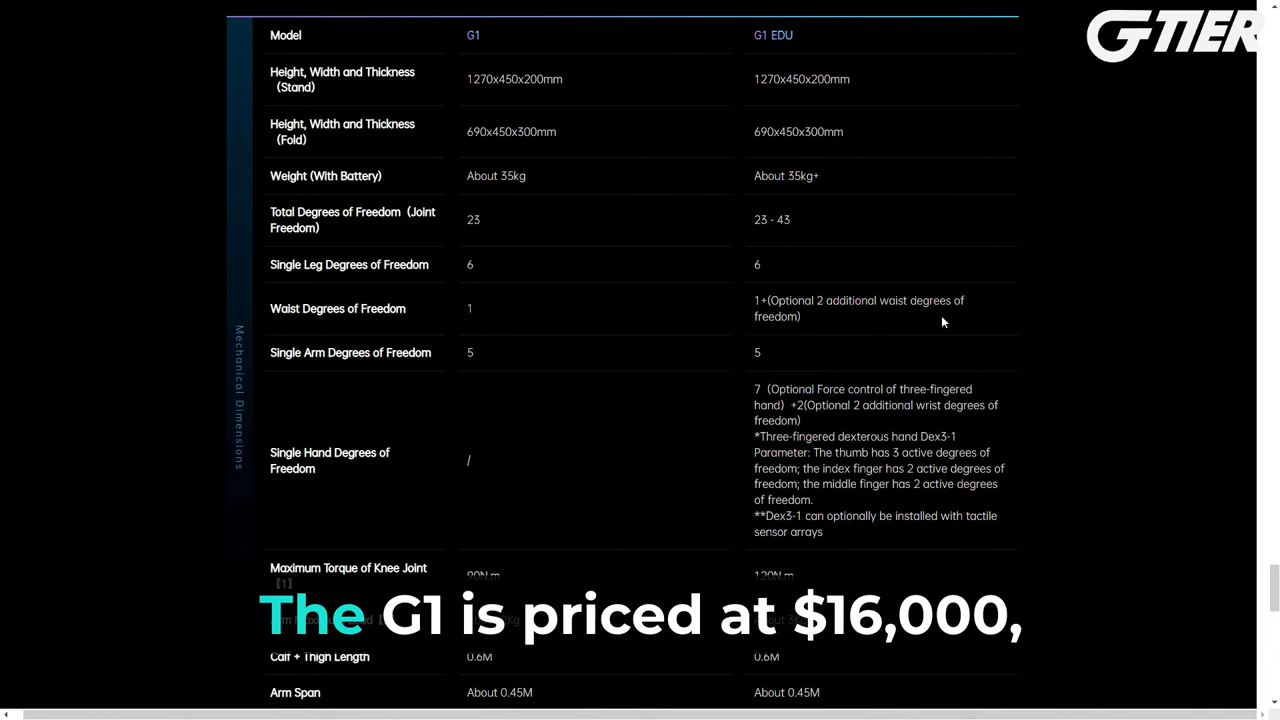 GTIER
Model G1 G1 EDU
Height, Width and Thickness
(Stand) 1270x450x200mm 1270x450x200mm
Height, Width and Thickness
(Fold) 690x450x300mm 690x450x300mm
Weight (With Battery) About 35kg About 35kg+
Total Degrees of Freedom（Joint
Freedom) 23 23 - 43
Single Leg Degrees of Freedom 6 6
Waist Degrees of Freedom 1 1+(Optional 2 additional waist degrees of
freedom)
Single Arm Degrees of Freedom 5 5
Mechanical Dimensions
Single Hand Degrees of
Freedom / 7（Optional Force control of three-fingered
hand）+2(Optional 2 additional wrist degrees of
freedom)
*Three-fingered dexterous hand Dex3-1
Parameter: The thumb has 3 active degrees of
freedom; the index finger has 2 active degrees of
freedom; the middle finger has 2 active degrees
of freedom.
**Dex3-1 can optionally be installed with tactile
sensor arrays
Maximum Torque of Knee Joint
【1】 90N.m 120N.m
The G1 is priced at $16,000,
Calf + Thigh Length 0.6M 0.6M
Arm Span About 0.45M About 0.45M